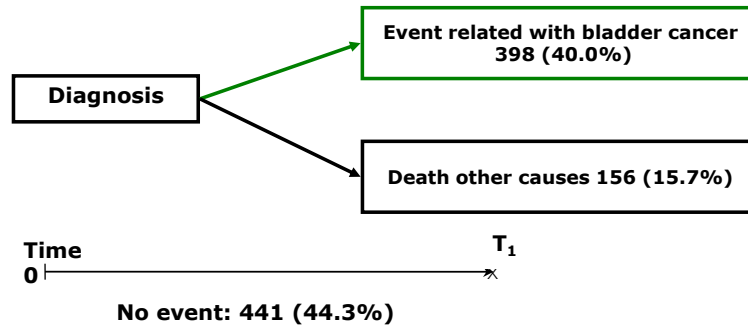 Event related with bladder cancer
398 (40.0%)
Diagnosis
Death other causes 156 (15.7%)
Time
0
T1
No event: 441 (44.3%)